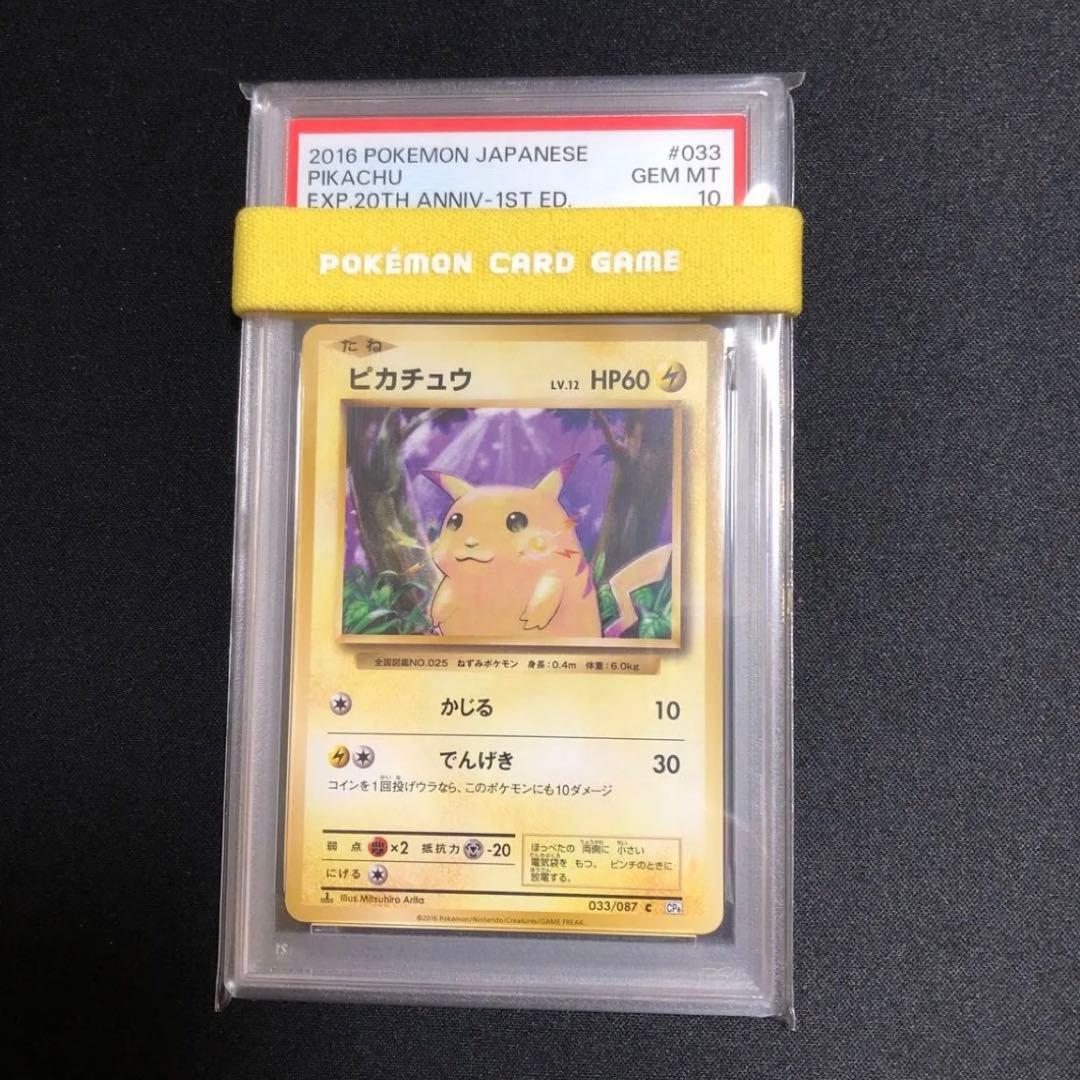 2016 POKEMON JAPANESE #033
PIKACHU GEM MT
EXP.20TH ANNIV-1ST ED. 10
POKÉMON CARD GAME
たね
ピカチュウ LV.12 HP60
全国図鑑NO.025 ねずみポケモン 身長:0.4m 体重:6.0kg
かじる 10
でんげき 30
コインを1回投げウラなら、このポケモンにも10ダメージ
弱点 ×2 抵抗力 -20
にげる
ほっぺたの 両側に 小さい
電気袋を もつ。 ピンチのときに
放電する。
Illus.Mitsuhiro Arita
033/087 C CP6
©2016 Pokémon/Nintendo/Creatures/GAME FREAK.